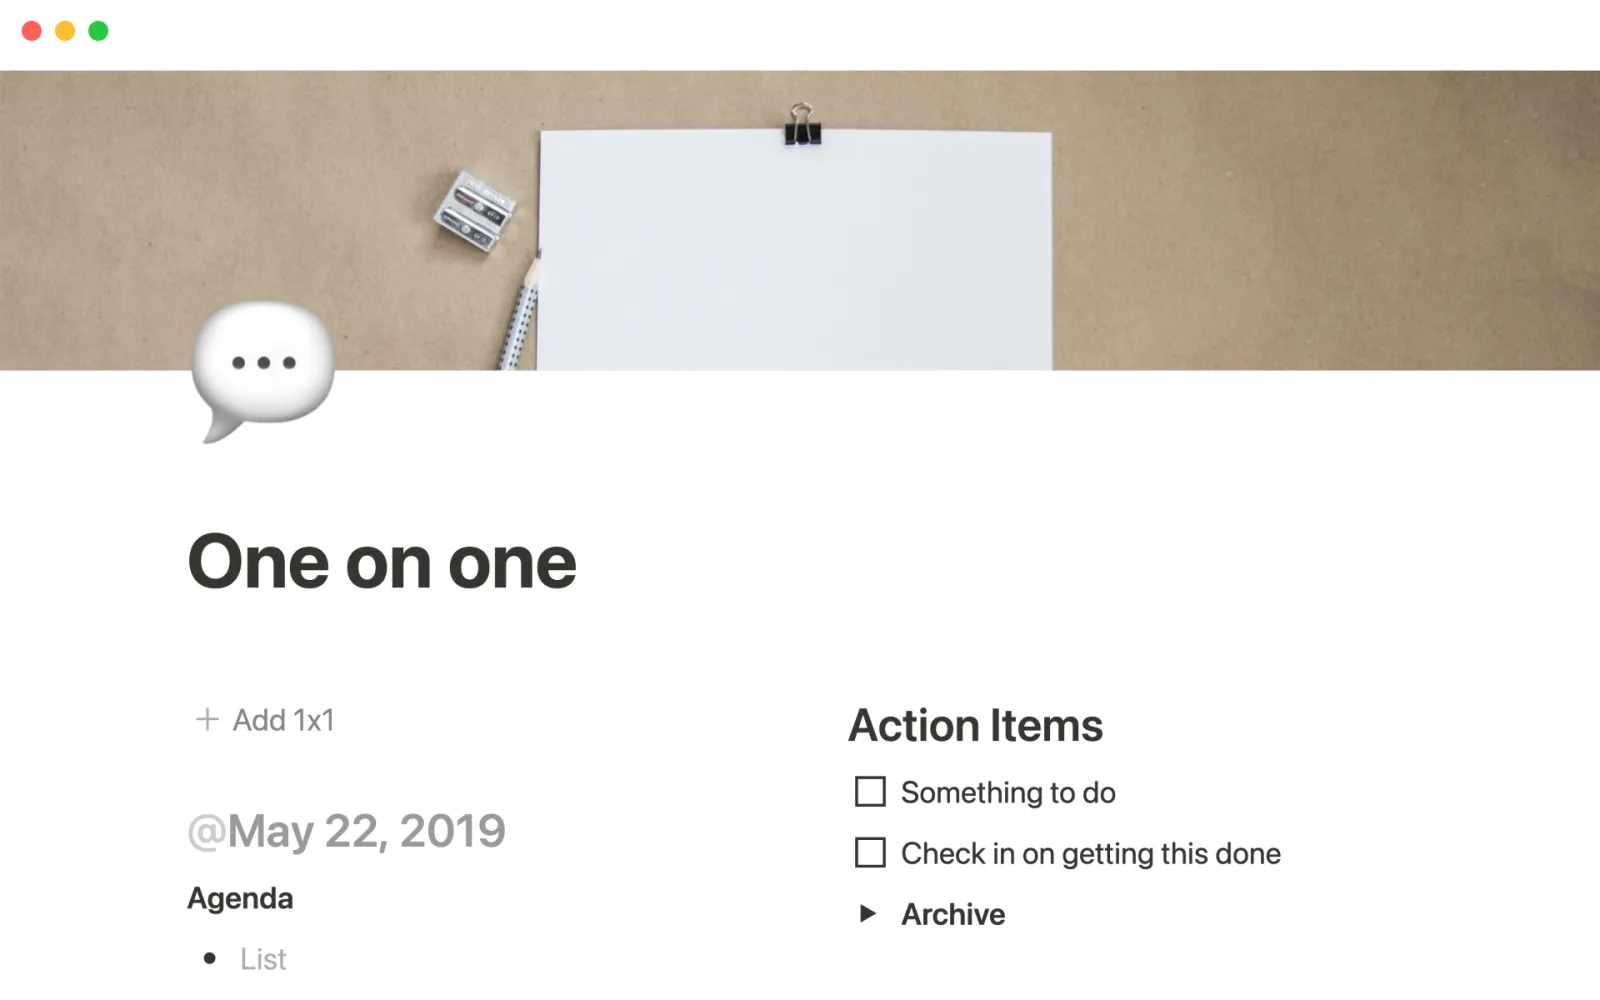 One on one
Add 1x1
@May 22, 2019
Agenda
List
Action Items
Something to do
Check in on getting this done
Archive